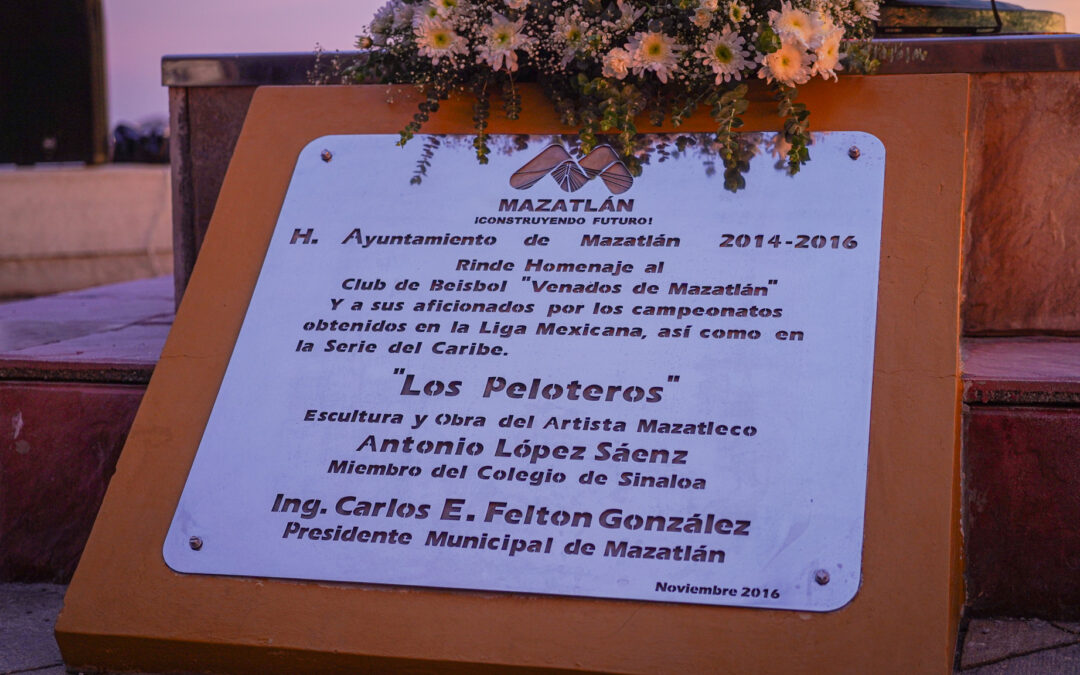 MAZATLÁN
¡CONSTRUYENDO FUTURO!
H. Ayuntamiento de Mazatlán 2014-2016
Rinde Homenaje al
Club de Beisbol "Venados de Mazatlán"
Y a sus aficionados por los campeonatos
obtenidos en la Liga Mexicana, así como en
la Serie del Caribe.
"Los Peloteros"
Escultura y Obra del Artista Mazatleco
Antonio López Sáenz
Miembro del Colegio de Sinaloa
Ing. Carlos E. Felton González
Presidente Municipal de Mazatlán
Noviembre 2016